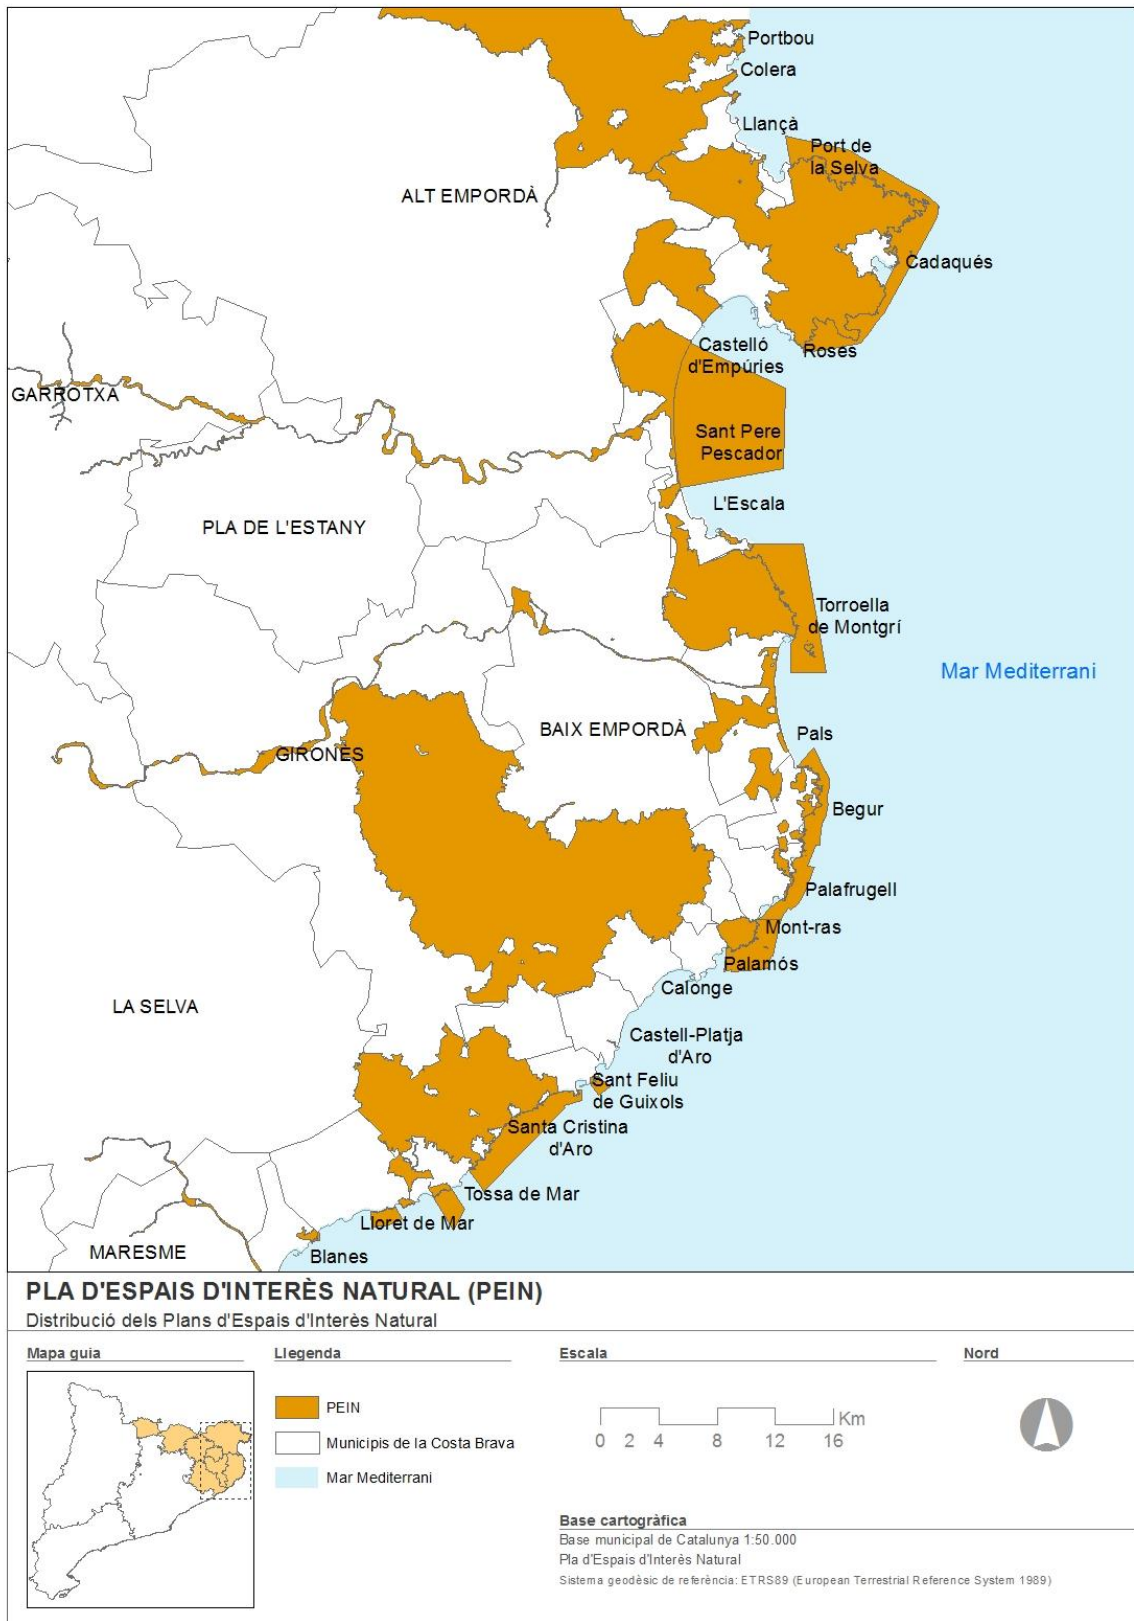 Portbou
Colera
Llançà
Port de
la Selva
ALT EMPORDÀ
Cadaqués
Castelló
d'Empúries
Roses
GARROTXA
Sant Pere
Pescador
L'Escala
PLA DE L'ESTANY
Torroella
de Montgrí
Mar Mediterrani
BAIX EMPORDÀ
Pals
GIRONÈS
Begur
Palafrugell
Mont-ras
Palamós
Calonge
LA SELVA
Castell-Platja
d'Aro
Sant Feliu
de Guíxols
Santa Cristina
d'Aro
Tossa de Mar
Lloret de Mar
MARESME
Blanes
PLA D'ESPAIS D'INTERÈS NATURAL (PEIN)
Distribució dels Plans d'Espais d'Interès Natural
Mapa guia
Llegenda
PEIN
Municipis de la Costa Brava
Mar Mediterrani
Escala
Km
0 2 4 8 12 16
Nord
Base cartogràfica
Base municipal de Catalunya 1:50.000
Pla d'Espais d'Interès Natural
Sistema geodèsic de referència: ETRS89 (European Terrestrial Reference System 1989)